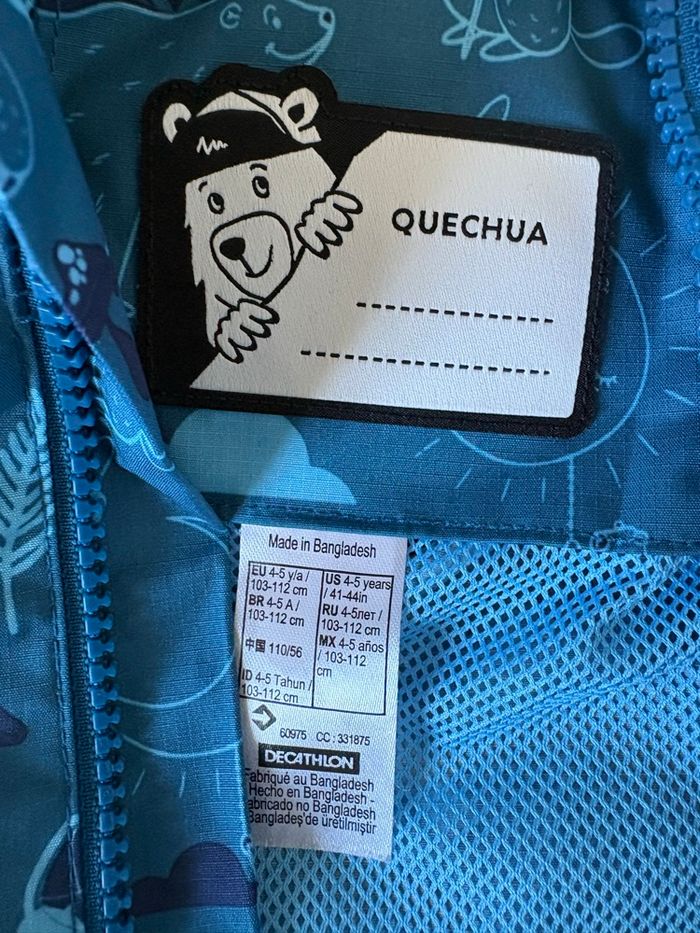 QUECHUA
Made in Bangladesh
EU 4-5 y/a /
103-112 cm
BR 4-5 A /
103-112 cm
中国 110/56
ID 4-5 Tahun /
103-112 cm
US 4-5 years
/ 41-44in
RU 4-5лет /
103-112 cm
MX 4-5 años
/ 103-112
cm
60975 CC : 331875
DECATHLON
Fabriqué au Bangladesh
Hecho en Bangladesh -
abricado no Bangladesh
Bangladeş'de üretilmiştir